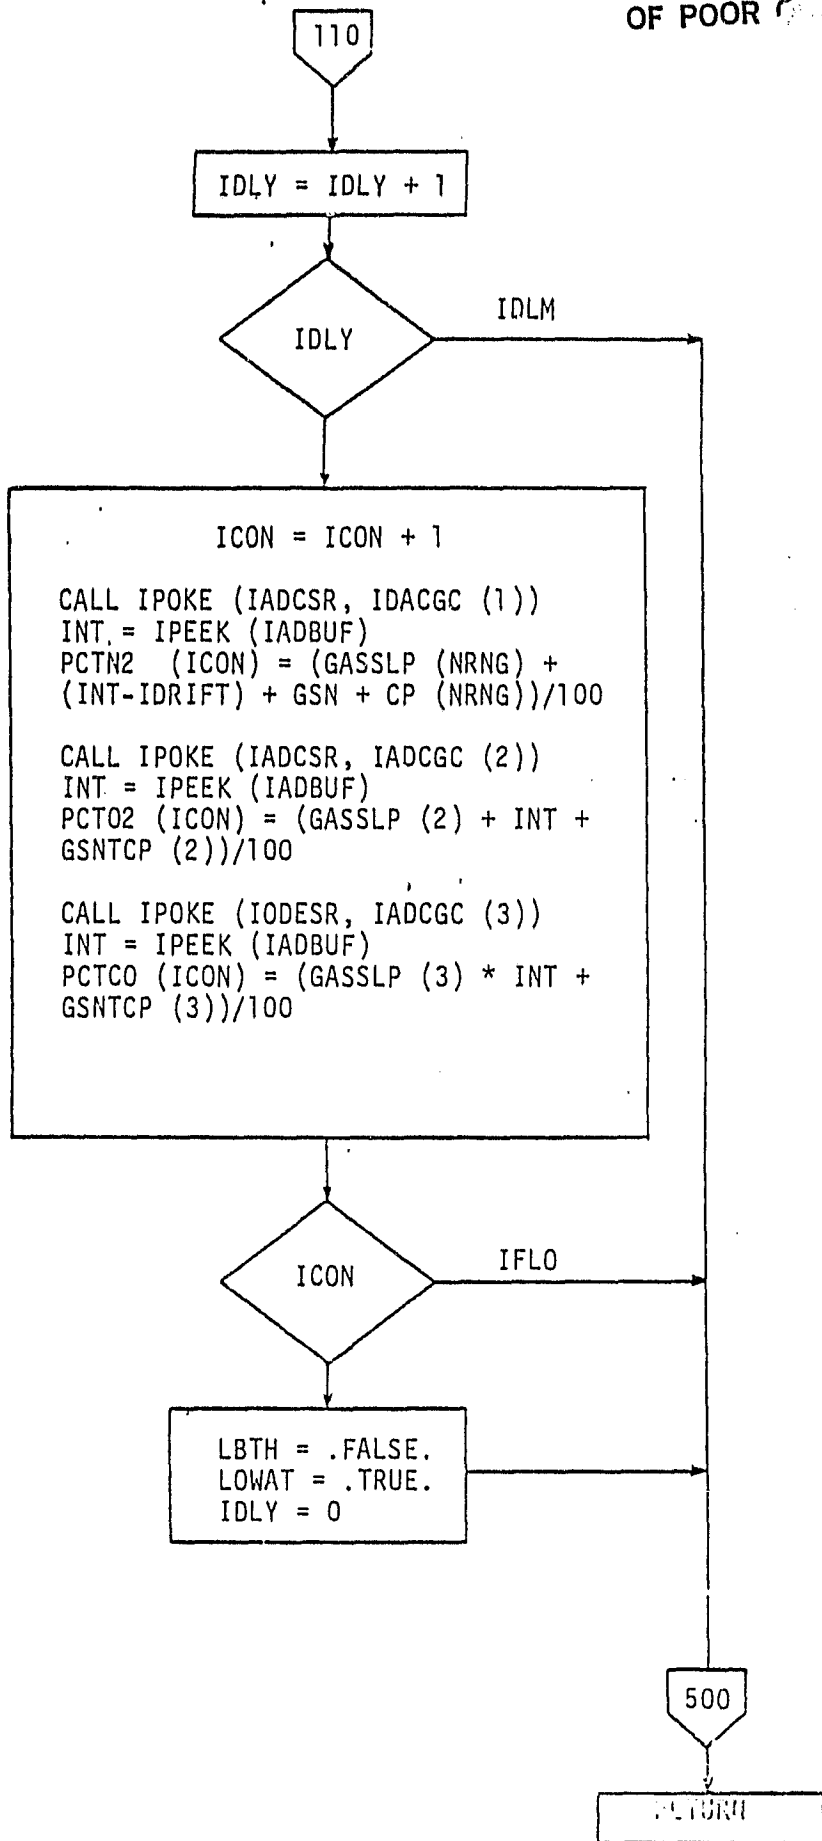 OF POOR
110
IDLY = IDLY + 1
IDLY
IDLM
ICON = ICON + 1
CALL IPOKE (IADCSR, IDACGC (1))
INT. = IPEEK (IADBUF)
PCTN2 (ICON) = (GASSLP (NRNG) +
(INT-IDRIFT) + GSN + CP (NRNG))/100
CALL IPOKE (IADCSR, IADCGC (2))
INT = IPEEK (IADBUF)
PCTO2 (ICON) = (GASSLP (2) + INT +
GSNTCP (2))/100
CALL IPOKE (IODESR, IADCGC (3))
INT = IPEEK (IADBUF)
PCTCO (ICON) = (GASSLP (3) * INT +
GSNTCP (3))/100
ICON
IFLO
LBTH = .FALSE.
LOWAT = .TRUE.
IDLY = 0
500
RETURN